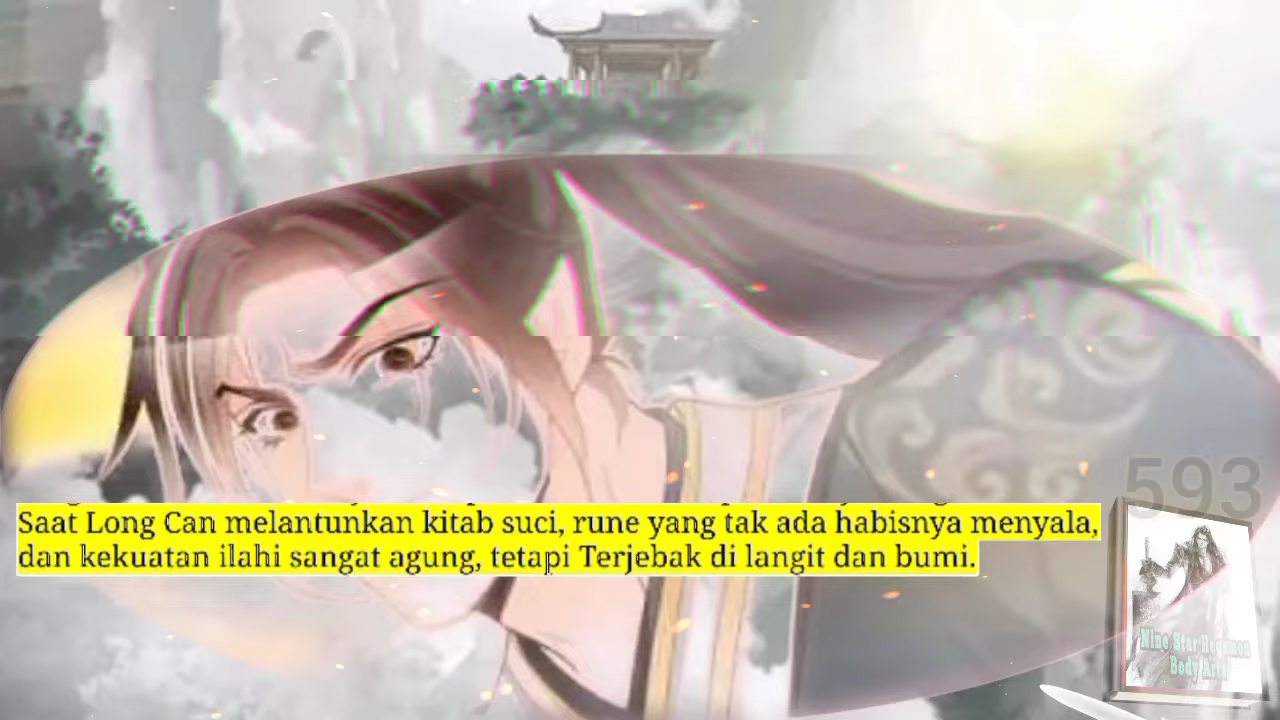 593
Saat Long Can melantunkan kitab suci, rune yang tak ada habisnya menyala,
dan kekuatan ilahi sangat agung, tetapi Terjebak di langit dan bumi.
Nine Star Hegemon
Body Arts